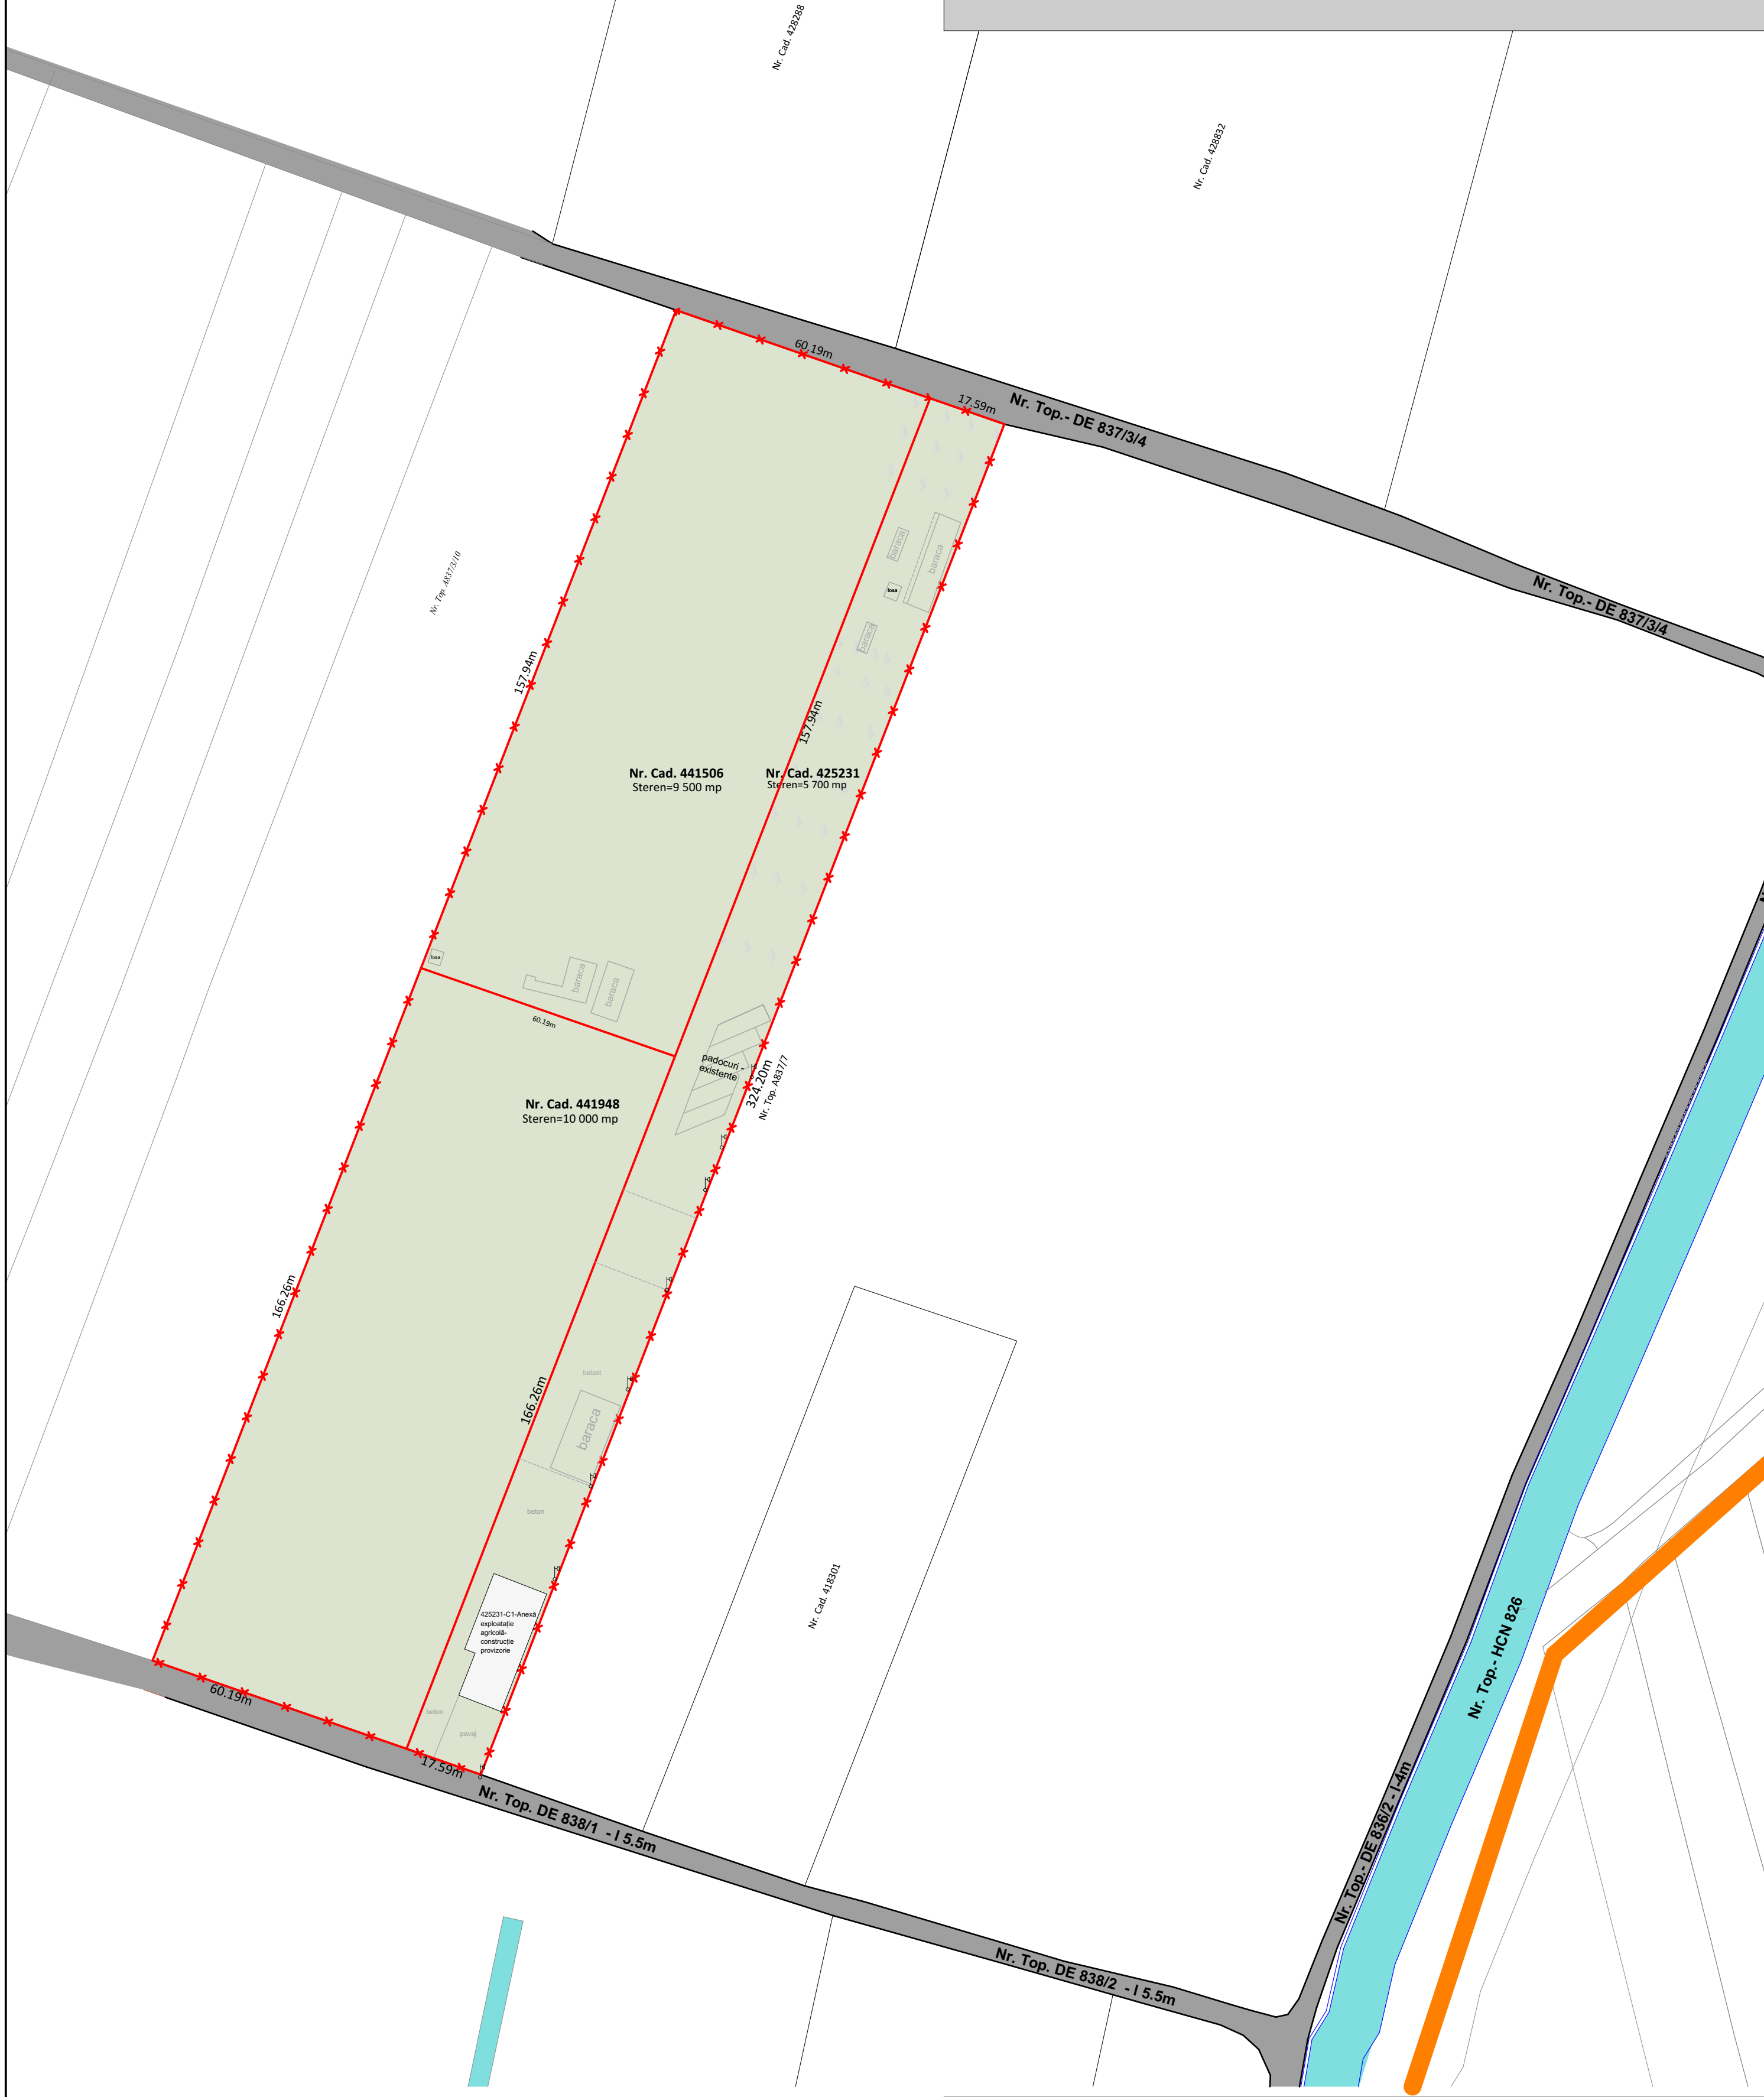 Nr. Cad. 428288
Nr. Cad. 428832
60.19m
17.59m
Nr. Top.- DE 837/3/4
Nr. Top.- DE 837/3/4
Nr. Top. A837/3/10
baraca
baraca
fosa
baraca
157.94m
157.94m
Nr. Cad. 441506
Steren=9 500 mp
Nr. Cad. 425231
Steren=5 700 mp
fosa
baraca
baraca
60.19m
padocuri -
existente
324.20m
Nr. Top. A837/7
Nr. Cad. 441948
Steren=10 000 mp
166.26m
balast
166.26m
baraca
beton
425231-C1-Anexă
exploatație
agricolă-
construcție
provizorie
Nr. Cad. 418301
Nr. Top.- HCN 826
60.19m
beton
pavaj
17.59m
Nr. Top. DE 838/1 - l 5.5m
Nr. Top.- DE 836/2 - l-4m
Nr. Top. DE 838/2 - l 5.5m